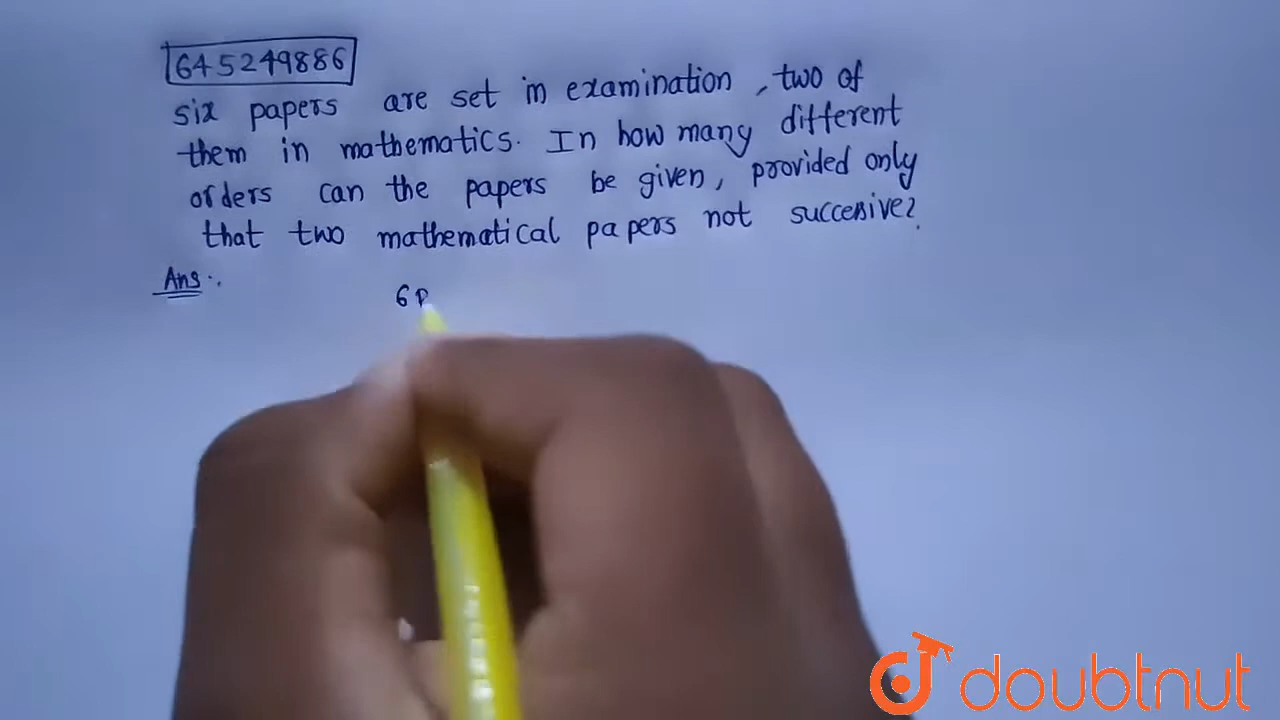 645249886
six papers are set in examination, two of
them in mathematics. In how many different
orders can the papers be given, provided only
that two mathematical papers not successive?
Ans :.
6 P
doubtnut